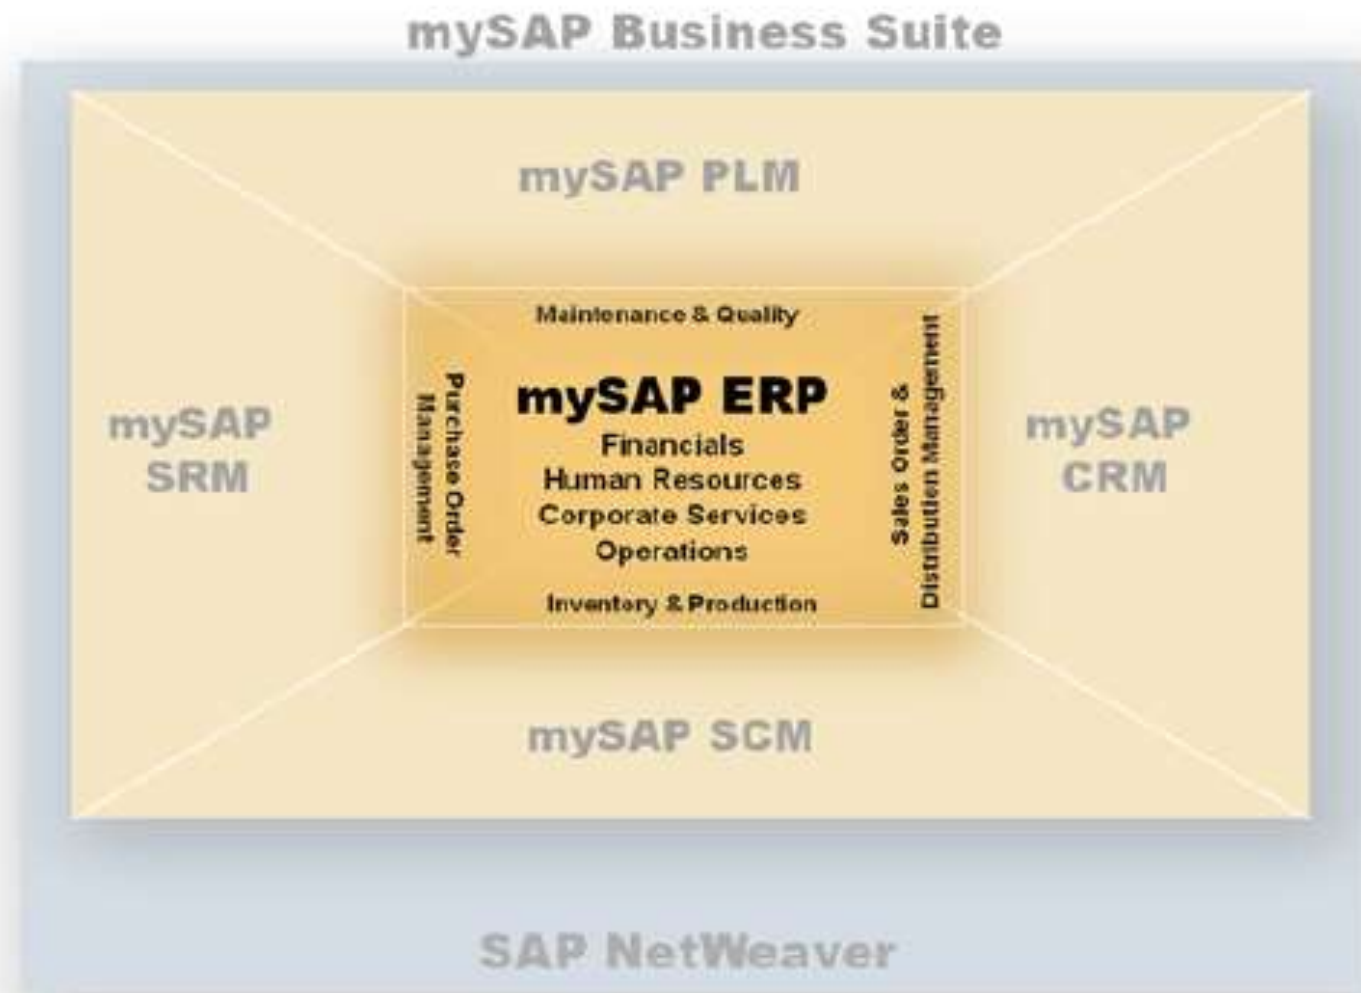 mySAP Business Suite
mySAP PLM
Maintenance & Quality
mySAP
SRM
Purchase Order
Management
mySAP ERP
Financials
Human Resources
Corporate Services
Operations
Inventory & Production
Sales Order &
Distribution Management
mySAP
CRM
mySAP SCM
SAP NetWeaver